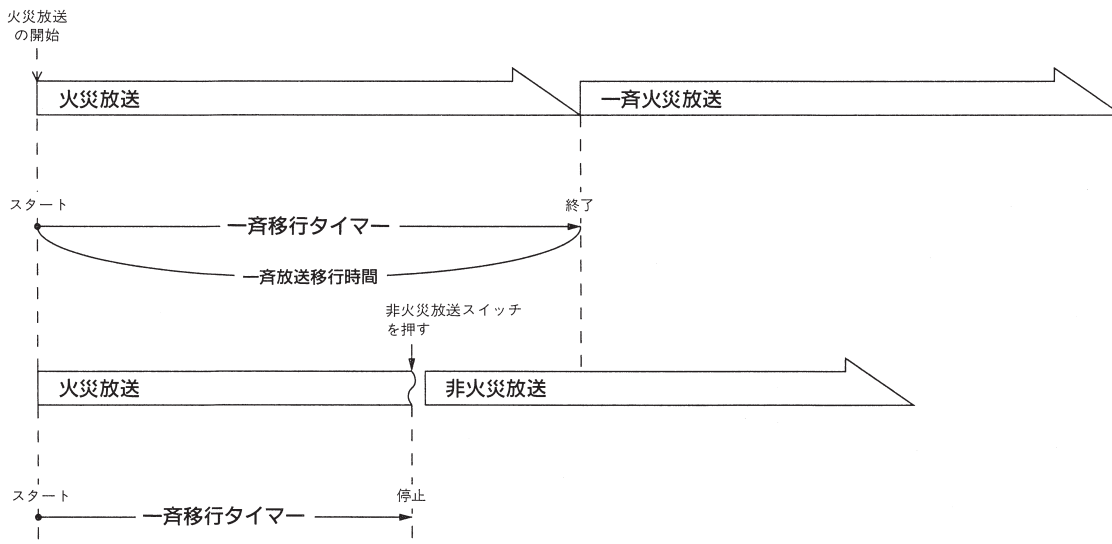 火災放送
の開始
火災放送
一斉火災放送
スタート
終了
一斉移行タイマー
一斉放送移行時間
非火災放送スイッチ
を押す
火災放送
非火災放送
スタート
停止
一斉移行タイマー